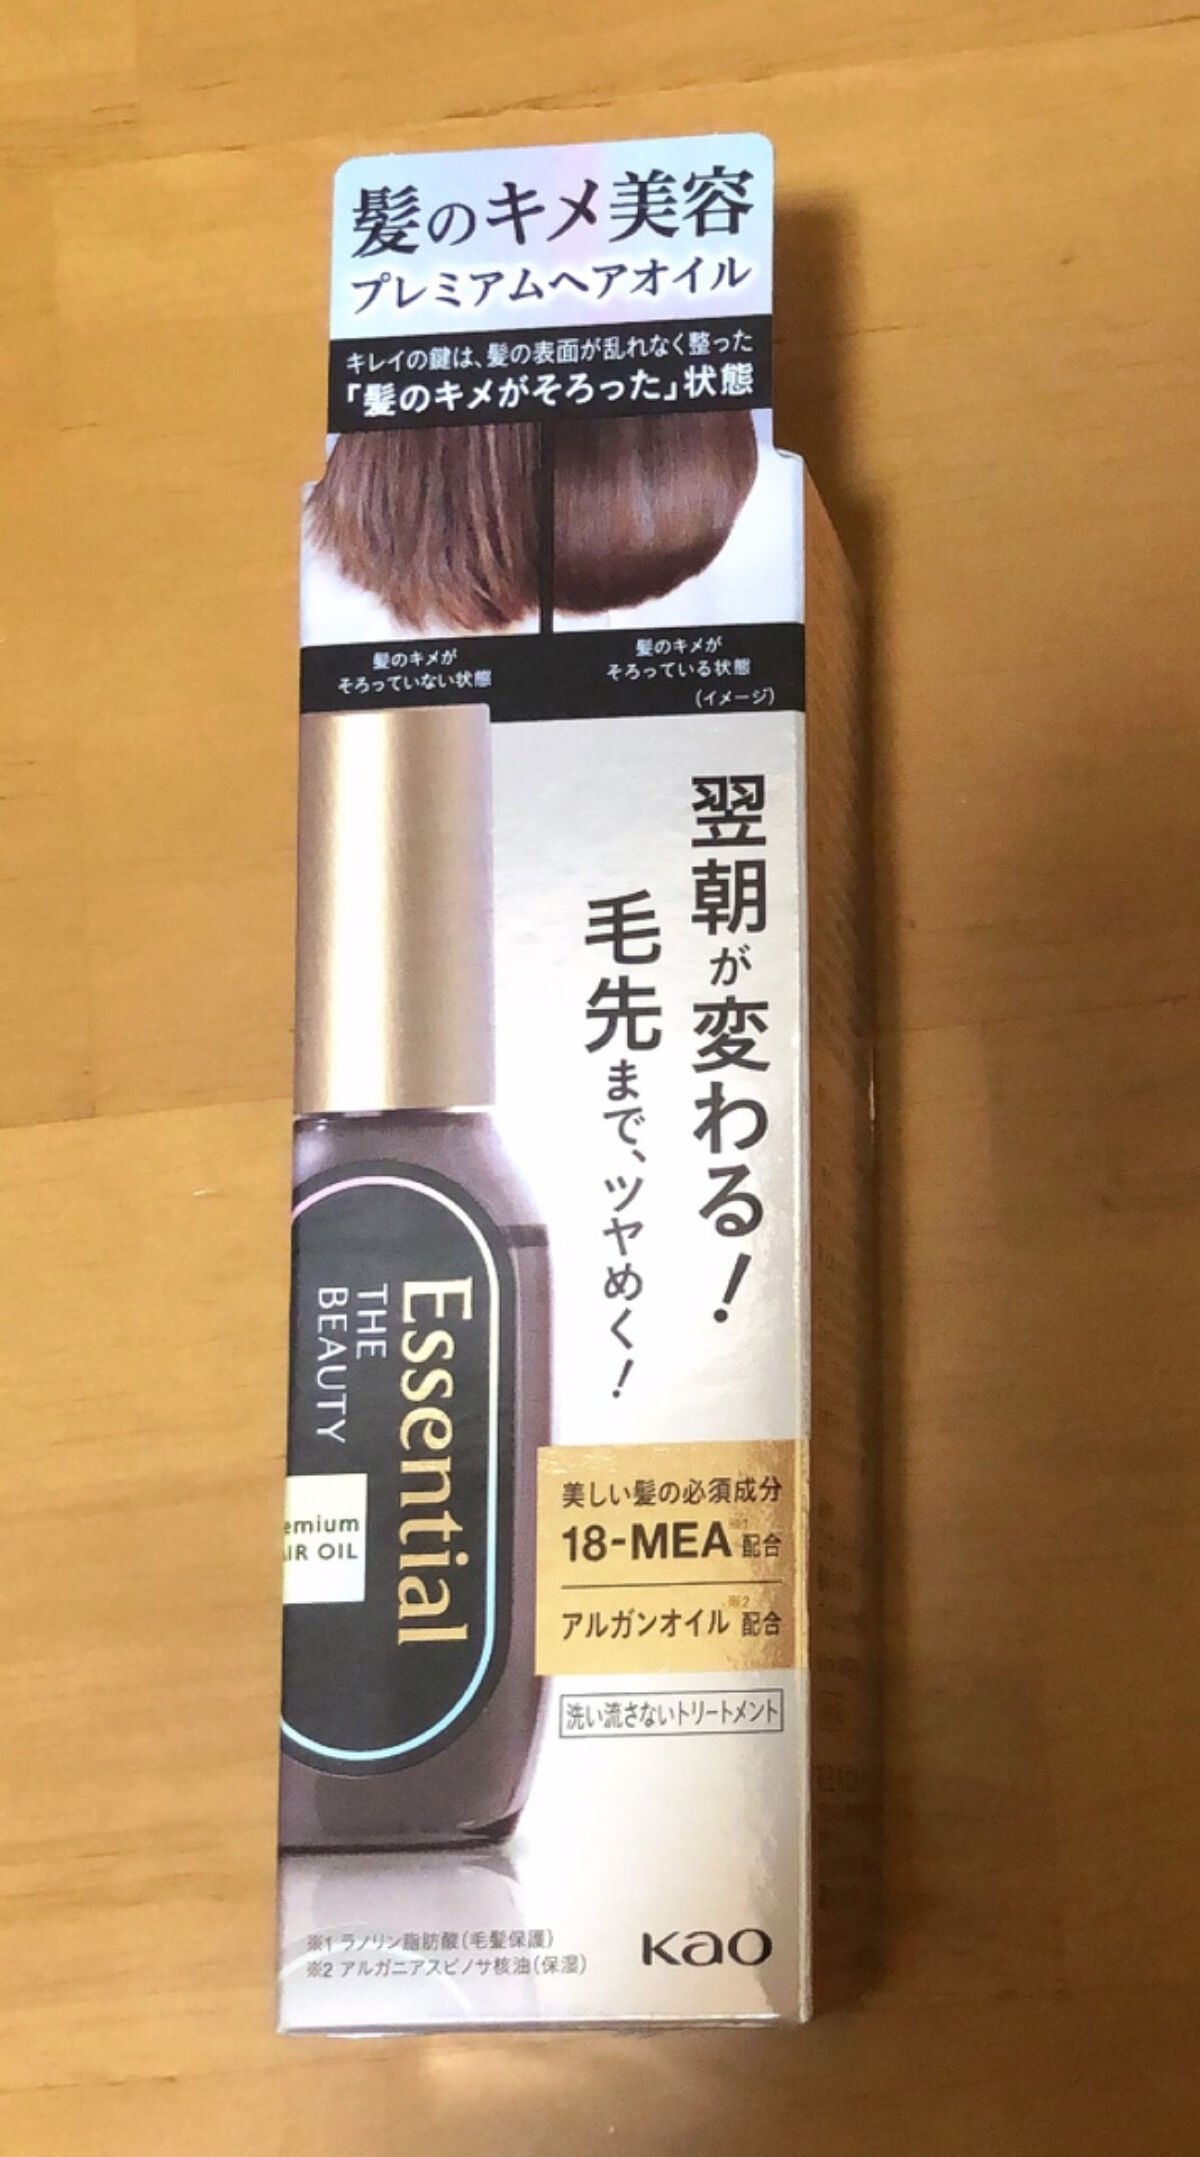 髪のキメ美容
プレミアムヘアオイル
キレイの鍵は、髪の表面が乱れなく整った
「髪のキメがそろった」状態
髪のキメが
そろっていない状態
髪のキメが
そろっている状態
(イメージ)
翌朝が変わる!
毛先まで、ツヤめく!
Essential
THE
BEAUTY
emium
IR OIL
美しい髪の必須成分
18-MEA※1配合
アルガンオイル※2配合
洗い流さないトリートメント
※1 ラノリン脂肪酸(毛髪保護)
※2 アルガニアスピノサ核油(保湿)
Kao